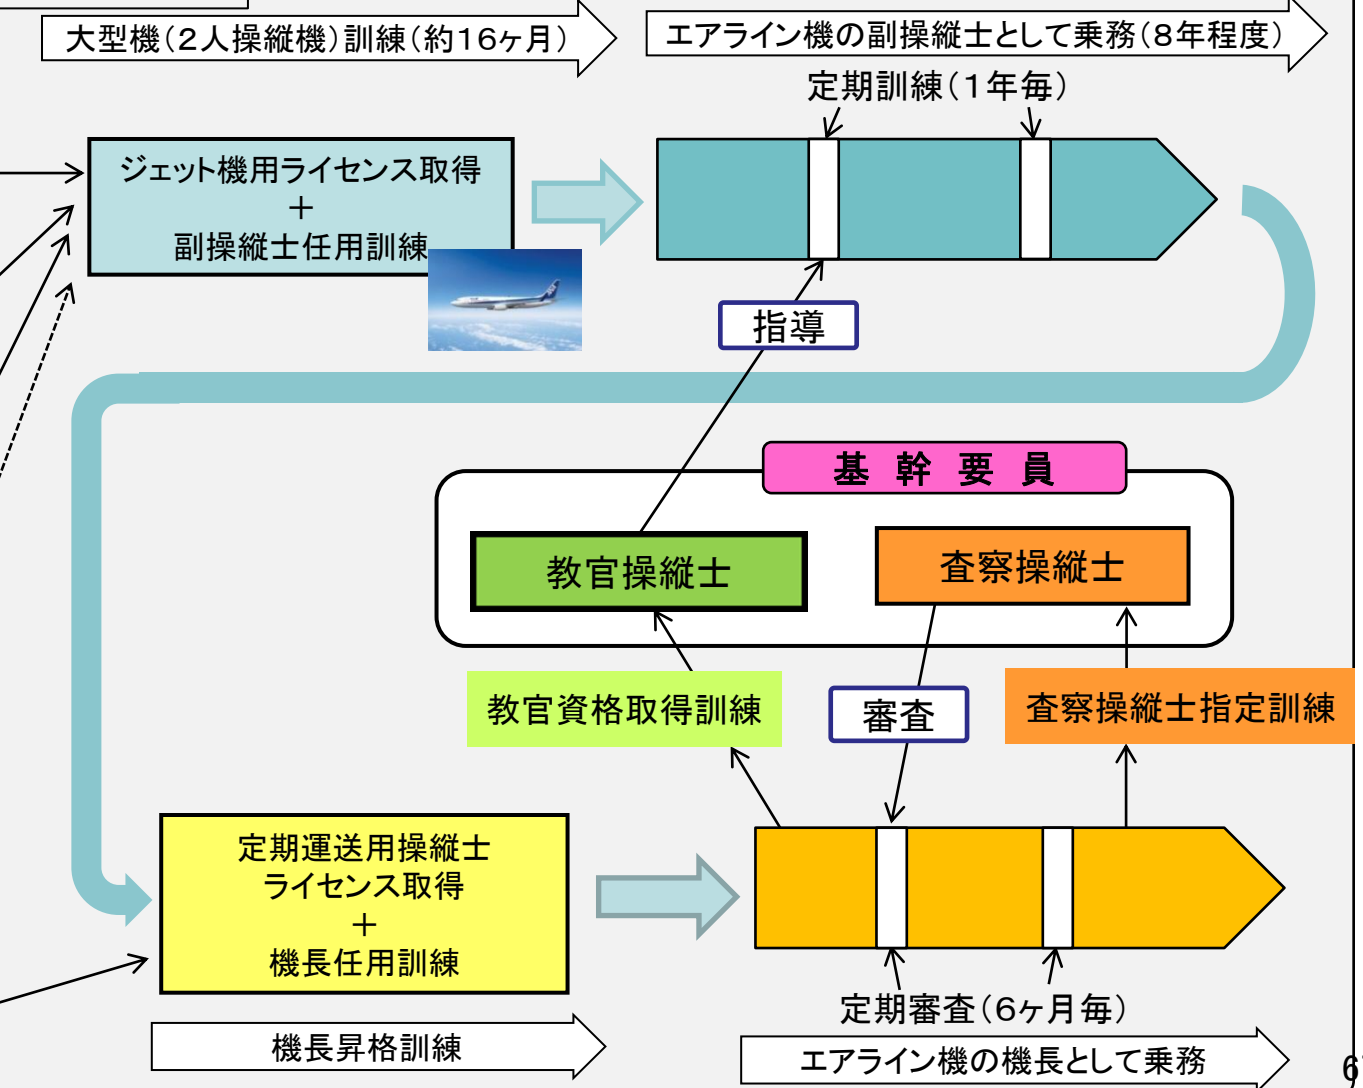 大型機(2人操縦機)訓練(約16ヶ月)
エアライン機の副操縦士として乗務(8年程度)
定期訓練(1年毎)
ジェット機用ライセンス取得
+
副操縦士任用訓練
指導
基幹要員
教官操縦士
査察操縦士
教官資格取得訓練
審査
査察操縦士指定訓練
定期運送用操縦士
ライセンス取得
+
機長任用訓練
定期審査(6ヶ月毎)
機長昇格訓練
エアライン機の機長として乗務